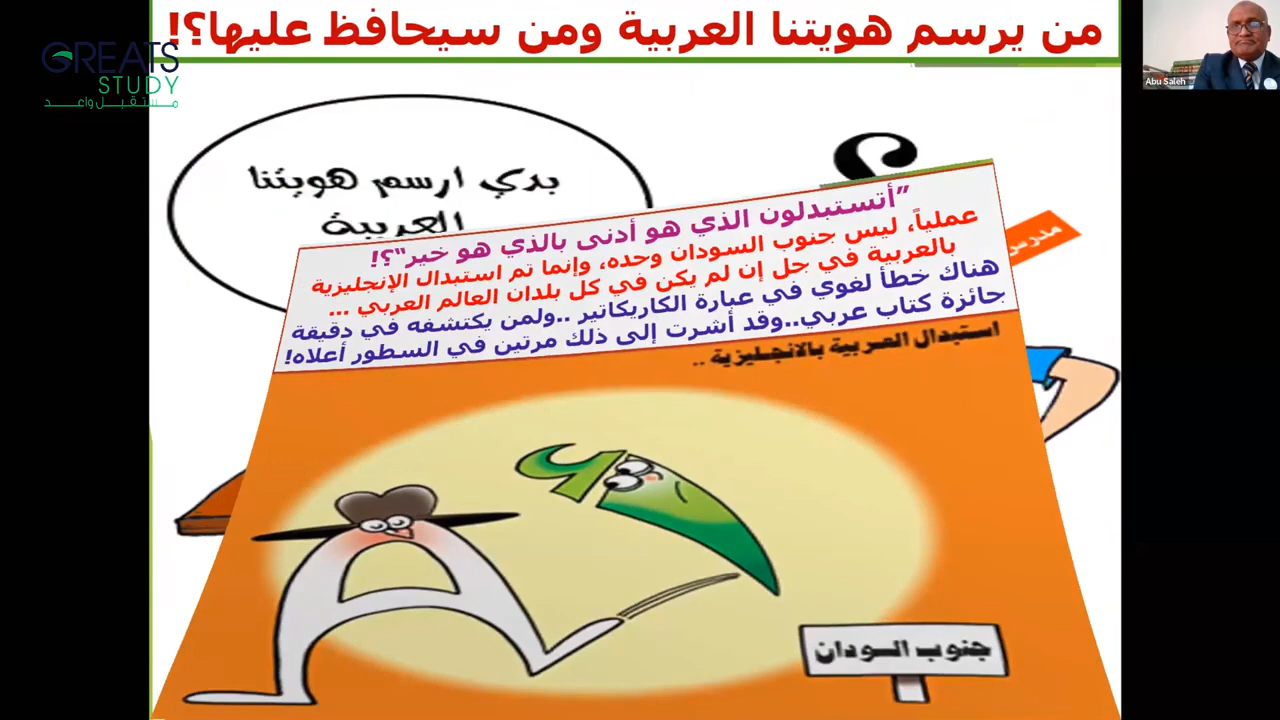 من يرسم هويتنا العربية ومن سيحافظ عليها؟!
GREATS
STUDY
مستقبل واعد
Abu Saleh
بدي ارسم هويتنا
العربية
مدرس
”أتستبدلون الذي هو أدنى بالذي هو خير“؟!
عملياً، ليس جنوب السودان وحده، وإنما تم استبدال الإنجليزية
بالعربية في جل إن لم يكن في كل بلدان العالم العربي ...
هناك خطأ لغوي في عبارة الكاريكاتير ..ولمن يكتشفه في دقيقة
جائزة كتاب عربي..وقد أشرت إلى ذلك مرتين في السطور أعلاه!
استبدال العربية بالانجليزية ..
جنوب السودان